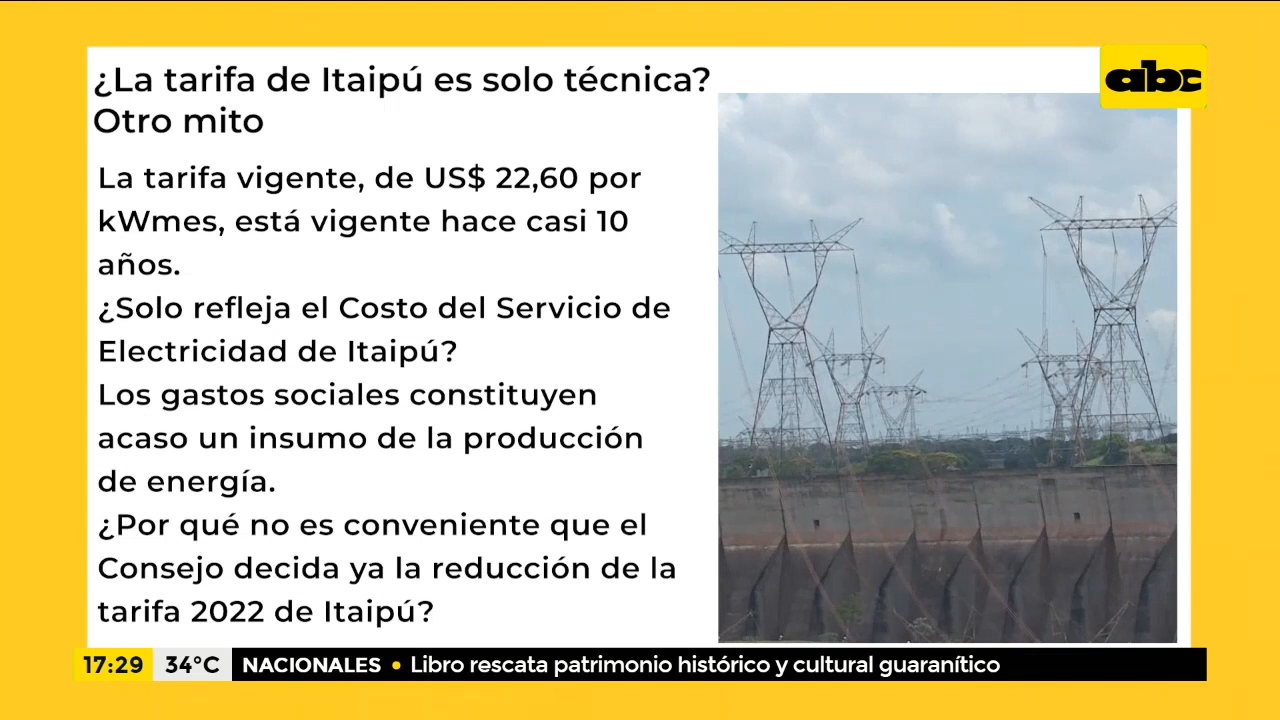 ¿La tarifa de Itaipú es solo técnica?
Otro mito
abc
La tarifa vigente, de US$ 22,60 por
kWmes, está vigente hace casi 10
años.
¿Solo refleja el Costo del Servicio de
Electricidad de Itaipú?
Los gastos sociales constituyen
acaso un insumo de la producción
de energía.
¿Por qué no es conveniente que el
Consejo decida ya la reducción de la
tarifa 2022 de Itaipú?
17:29 34°C NACIONALES • Libro rescata patrimonio histórico y cultural guaranítico